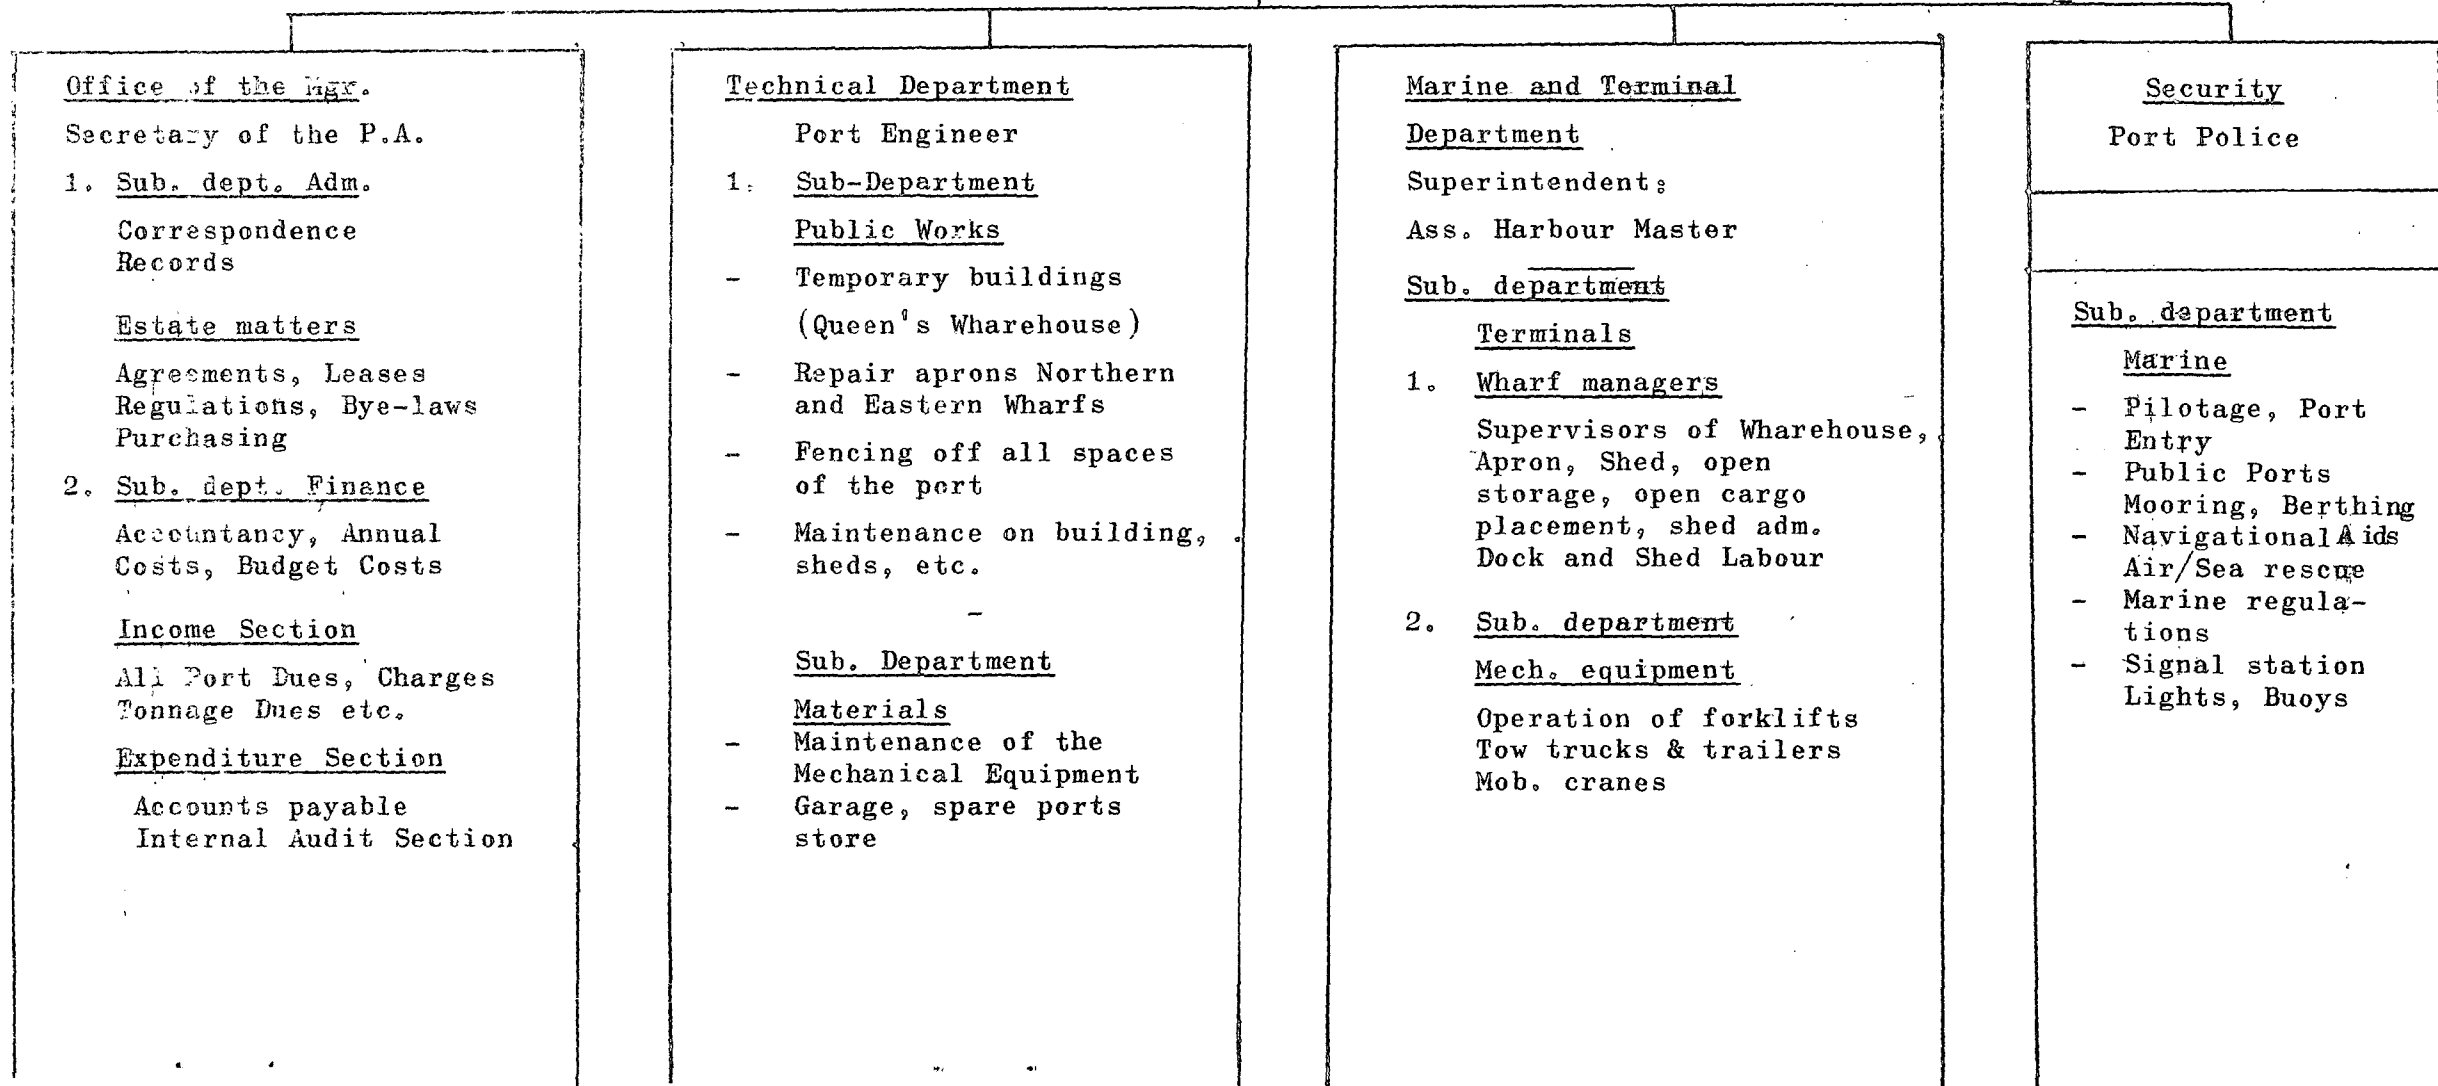 Office of the Mgr.
Secretary of the P.A.
1. Sub. dept. Adm.
Correspondence
Records
Estate matters
Agreements, Leases
Regulations, Bye-laws
Purchasing
2. Sub. dept. Finance
Accountancy, Annual
Costs, Budget Costs
Income Section
All Port Dues, Charges
Tonnage Dues etc.
Expenditure Section
Accounts payable
Internal Audit Section
Technical Department
Port Engineer
1. Sub-Department
Public Works
- Temporary buildings
(Queen's Wharehouse)
- Repair aprons Northern
and Eastern Wharfs
- Fencing off all spaces
of the port
- Maintenance on building,
sheds, etc.
-
Sub. Department
Materials
- Maintenance of the
Mechanical Equipment
- Garage, spare ports
store
Marine and Terminal
Department
Superintendent:
Ass. Harbour Master
Sub. department
Terminals
1. Wharf managers
Supervisors of Wharehouse,
Apron, Shed, open
storage, open cargo
placement, shed adm.
Dock and Shed Labour
2. Sub. department
Mech. equipment
Operation of forklifts
Tow trucks & trailers
Mob. cranes
Security
Port Police
Sub. department
Marine
- Pilotage, Port
Entry
- Public Ports
Mooring, Berthing
- Navigational Aids
Air/Sea rescue
- Marine regula-
tions
- Signal station
Lights, Buoys